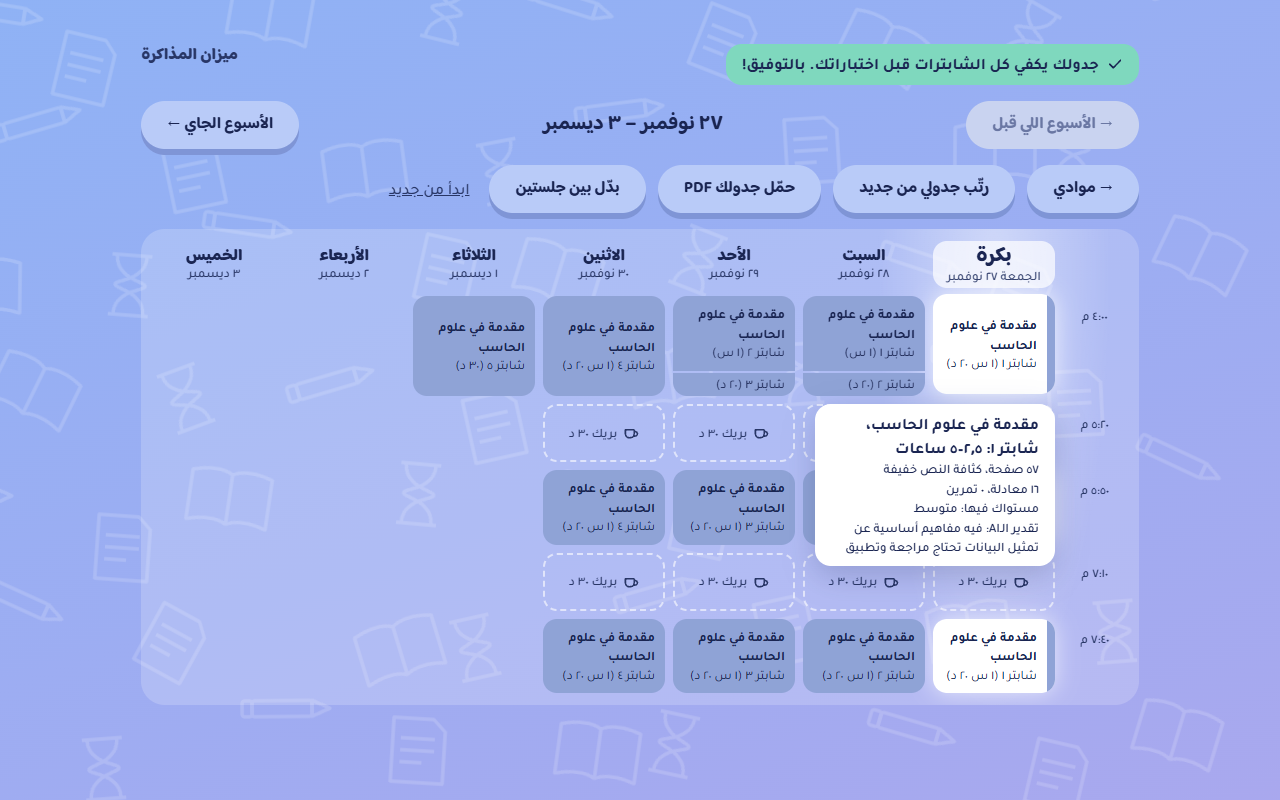 جدولك يكفي كل الشابترات قبل اختباراتك. بالتوفيق!
ميزان المذاكرة
→ الأسبوع اللي قبل
٢٧ نوفمبر – ٣ ديسمبر
الأسبوع الجاي ←
→ موادي
رتّب جدولي من جديد
حمّل جدولك PDF
بدّل بين جلستين
ابدأ من جديد
بكرة
الجمعة ٢٧ نوفمبر
السبت
٢٨ نوفمبر
الأحد
٢٩ نوفمبر
الاثنين
٣٠ نوفمبر
الثلاثاء
١ ديسمبر
الأربعاء
٢ ديسمبر
الخميس
٣ ديسمبر
٤:٠٠ م
مقدمة في علوم
الحاسب
شابتر ١ (١ س ٢٠ د)
مقدمة في علوم
الحاسب
شابتر ١ (١ س)
شابتر ٢ (٢٠ د)
مقدمة في علوم
الحاسب
شابتر ٢ (١ س)
شابتر ٣ (٢٠ د)
مقدمة في علوم
الحاسب
شابتر ٤ (١ س ٢٠ د)
مقدمة في علوم
الحاسب
شابتر ٥ (٣٠ د)
٥:٢٠ م
مقدمة في علوم الحاسب،
شابتر ١: ٢٫٥-٥ ساعات
٥٧ صفحة، كثافة النص خفيفة
١٦ معادلة، ٠ تمرين
مستواك فيها: متوسط
تقدير الـAI: فيه مفاهيم أساسية عن
تمثيل البيانات تحتاج مراجعة وتطبيق
بريك ٣٠ د
بريك ٣٠ د
٥:٥٠ م
مقدمة في علوم
الحاسب
شابتر ٣ (١ س ٢٠ د)
مقدمة في علوم
الحاسب
شابتر ٤ (١ س ٢٠ د)
٧:١٠ م
بريك ٣٠ د
بريك ٣٠ د
بريك ٣٠ د
بريك ٣٠ د
٧:٤٠ م
مقدمة في علوم
الحاسب
شابتر ١ (١ س ٢٠ د)
مقدمة في علوم
الحاسب
شابتر ٢ (١ س ٢٠ د)
مقدمة في علوم
الحاسب
شابتر ٣ (١ س ٢٠ د)
مقدمة في علوم
الحاسب
شابتر ٤ (١ س ٢٠ د)